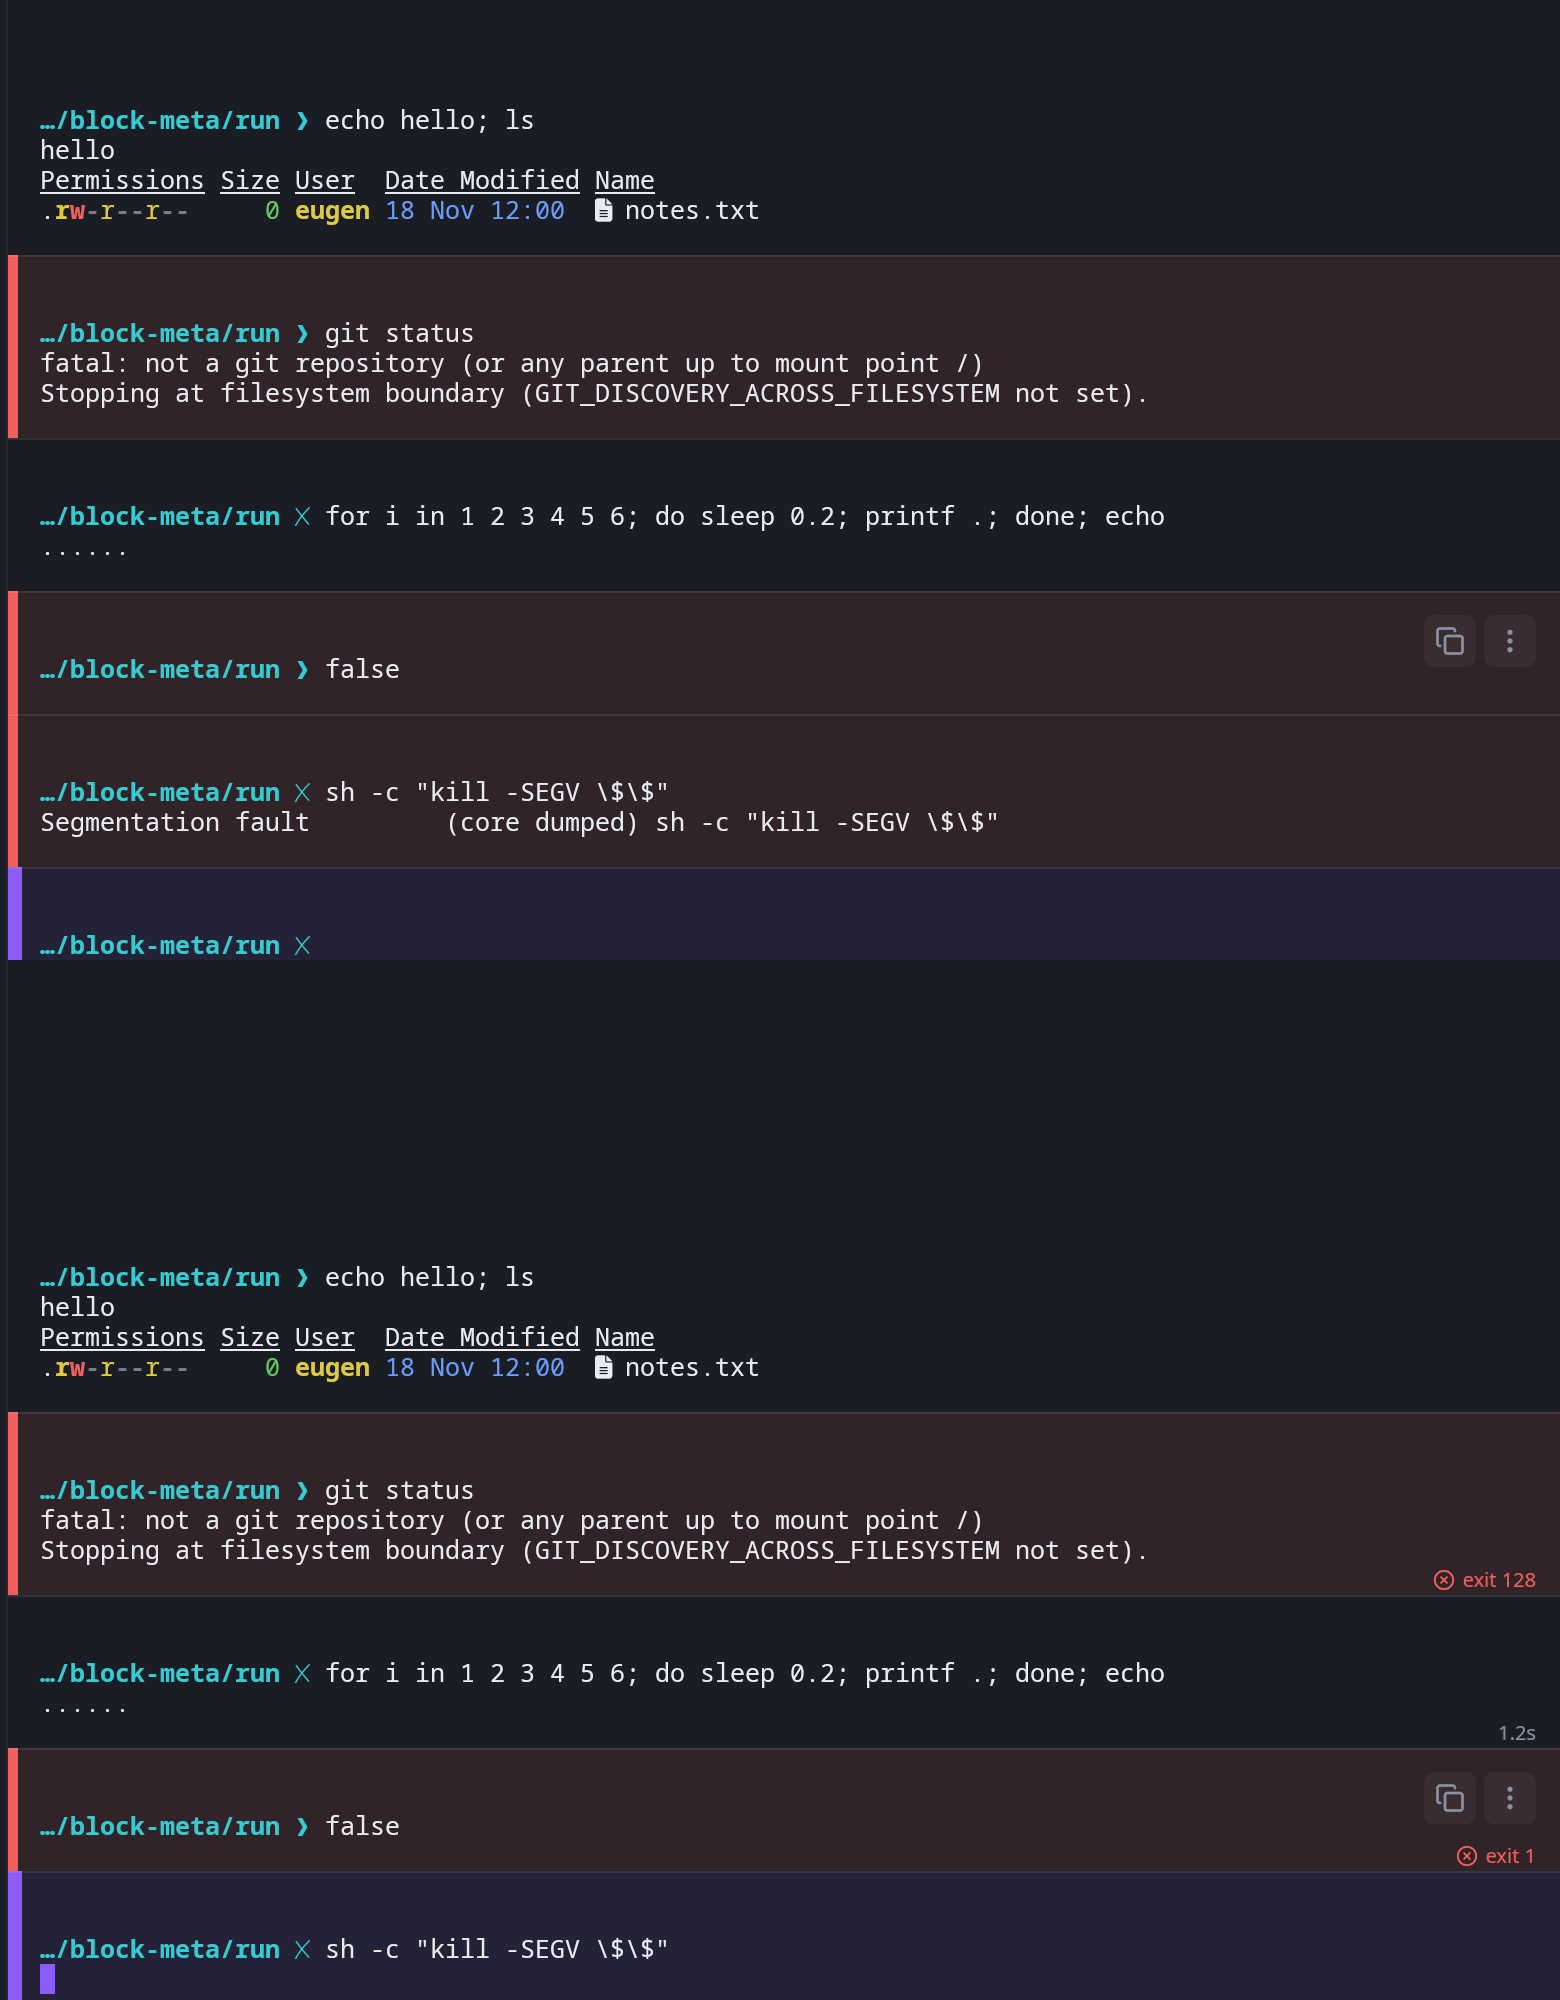 …/block-meta/run ❯ echo hello; ls
hello
Permissions Size User  Date Modified Name
.rw-r--r--     0 eugen 18 Nov 12:00  notes.txt
…/block-meta/run ❯ git status
fatal: not a git repository (or any parent up to mount point /)
Stopping at filesystem boundary (GIT_DISCOVERY_ACROSS_FILESYSTEM not set).
…/block-meta/run ✕ for i in 1 2 3 4 5 6; do sleep 0.2; printf .; done; echo
......
…/block-meta/run ❯ false
…/block-meta/run ✕ sh -c "kill -SEGV \$\$"
Segmentation fault         (core dumped) sh -c "kill -SEGV \$\$"
…/block-meta/run ✕
…/block-meta/run ❯ echo hello; ls
hello
Permissions Size User  Date Modified Name
.rw-r--r--     0 eugen 18 Nov 12:00  notes.txt
…/block-meta/run ❯ git status
fatal: not a git repository (or any parent up to mount point /)
Stopping at filesystem boundary (GIT_DISCOVERY_ACROSS_FILESYSTEM not set).
exit 128
…/block-meta/run ✕ for i in 1 2 3 4 5 6; do sleep 0.2; printf .; done; echo
......
1.2s
…/block-meta/run ❯ false
exit 1
…/block-meta/run ✕ sh -c "kill -SEGV \$\$"